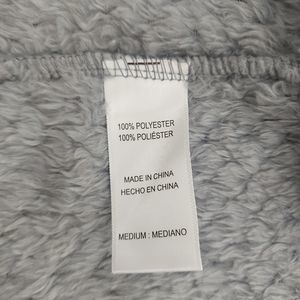 100% POLYESTER
100% POLIÉSTER
MADE IN CHINA
HECHO EN CHINA
MEDIUM : MEDIANO